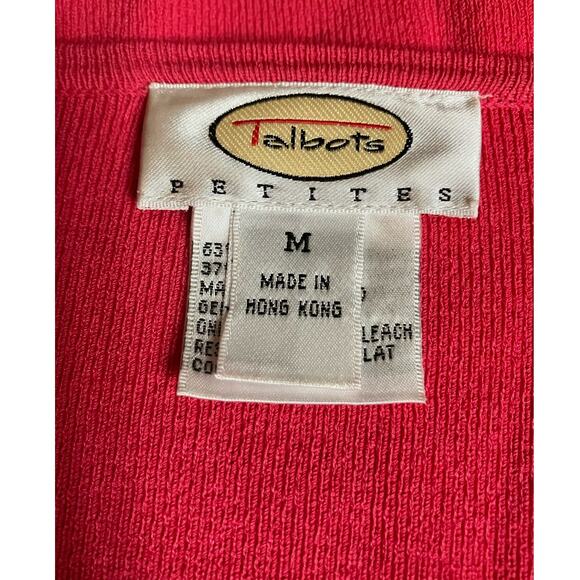 Talbots
PETITES
M
MADE IN
HONG KONG
LEACH
LAT